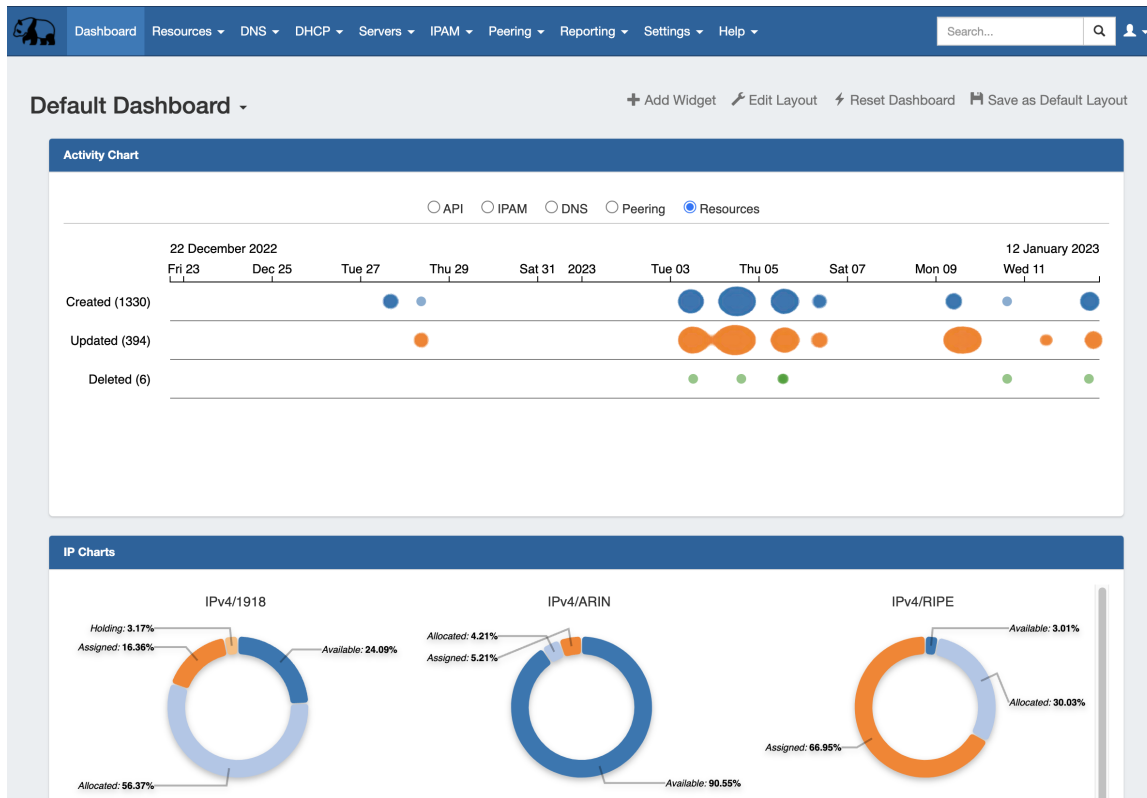 Dashboard Resources DNS DHCP Servers IPAM Peering Reporting Settings Help Search...
Default Dashboard
Add Widget Edit Layout Reset Dashboard Save as Default Layout
Activity Chart
API IPAM DNS Peering Resources
22 December 2022 12 January 2023
Fri 23 Dec 25 Tue 27 Thu 29 Sat 31 2023 Tue 03 Thu 05 Sat 07 Mon 09 Wed 11
Created (1330)
Updated (394)
Deleted (6)
IP Charts
IPv4/1918
Holding: 3.17%
Assigned: 16.36%
Available: 24.09%
Allocated: 56.37%
IPv4/ARIN
Allocated: 4.21%
Assigned: 5.21%
Available: 90.55%
IPv4/RIPE
Available: 3.01%
Allocated: 30.03%
Assigned: 66.95%